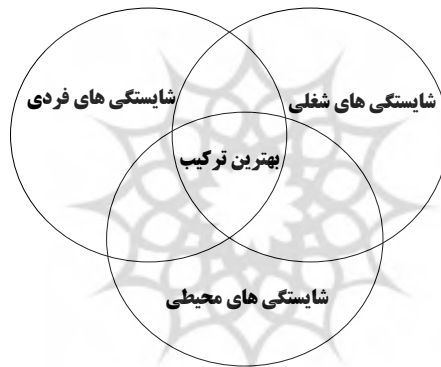 شایستگی های شغلی
شایستگی های فردی
بهترین ترکیب
شایستگی های محیطی